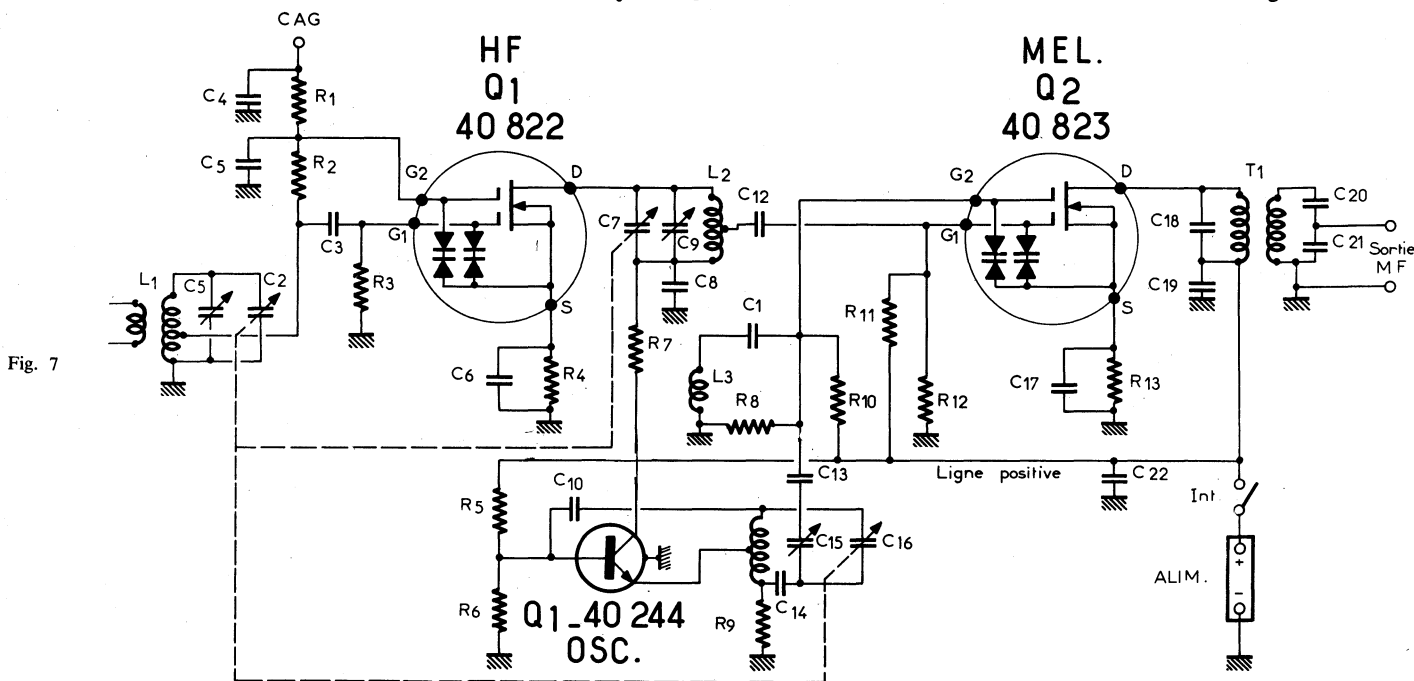 CAG
HF
Q1
40 822
MEL.
Q2
40 823
C4
R1
C5
R2
G2
D
G1
C3
R3
S
L1
C5
C2
C6
R4
C7
C9
L2
C12
C8
R7
C1
L3
R8
R10
R11
R12
G2
D
G1
S
C17
R13
T1
C18
C19
C20
C21
Sortie
MF
Fig. 7
Ligne positive
C22
Int.
ALIM.
+
-
R5
C10
R6
C13
C15
C16
C14
R9
Q1_40 244
OSC.